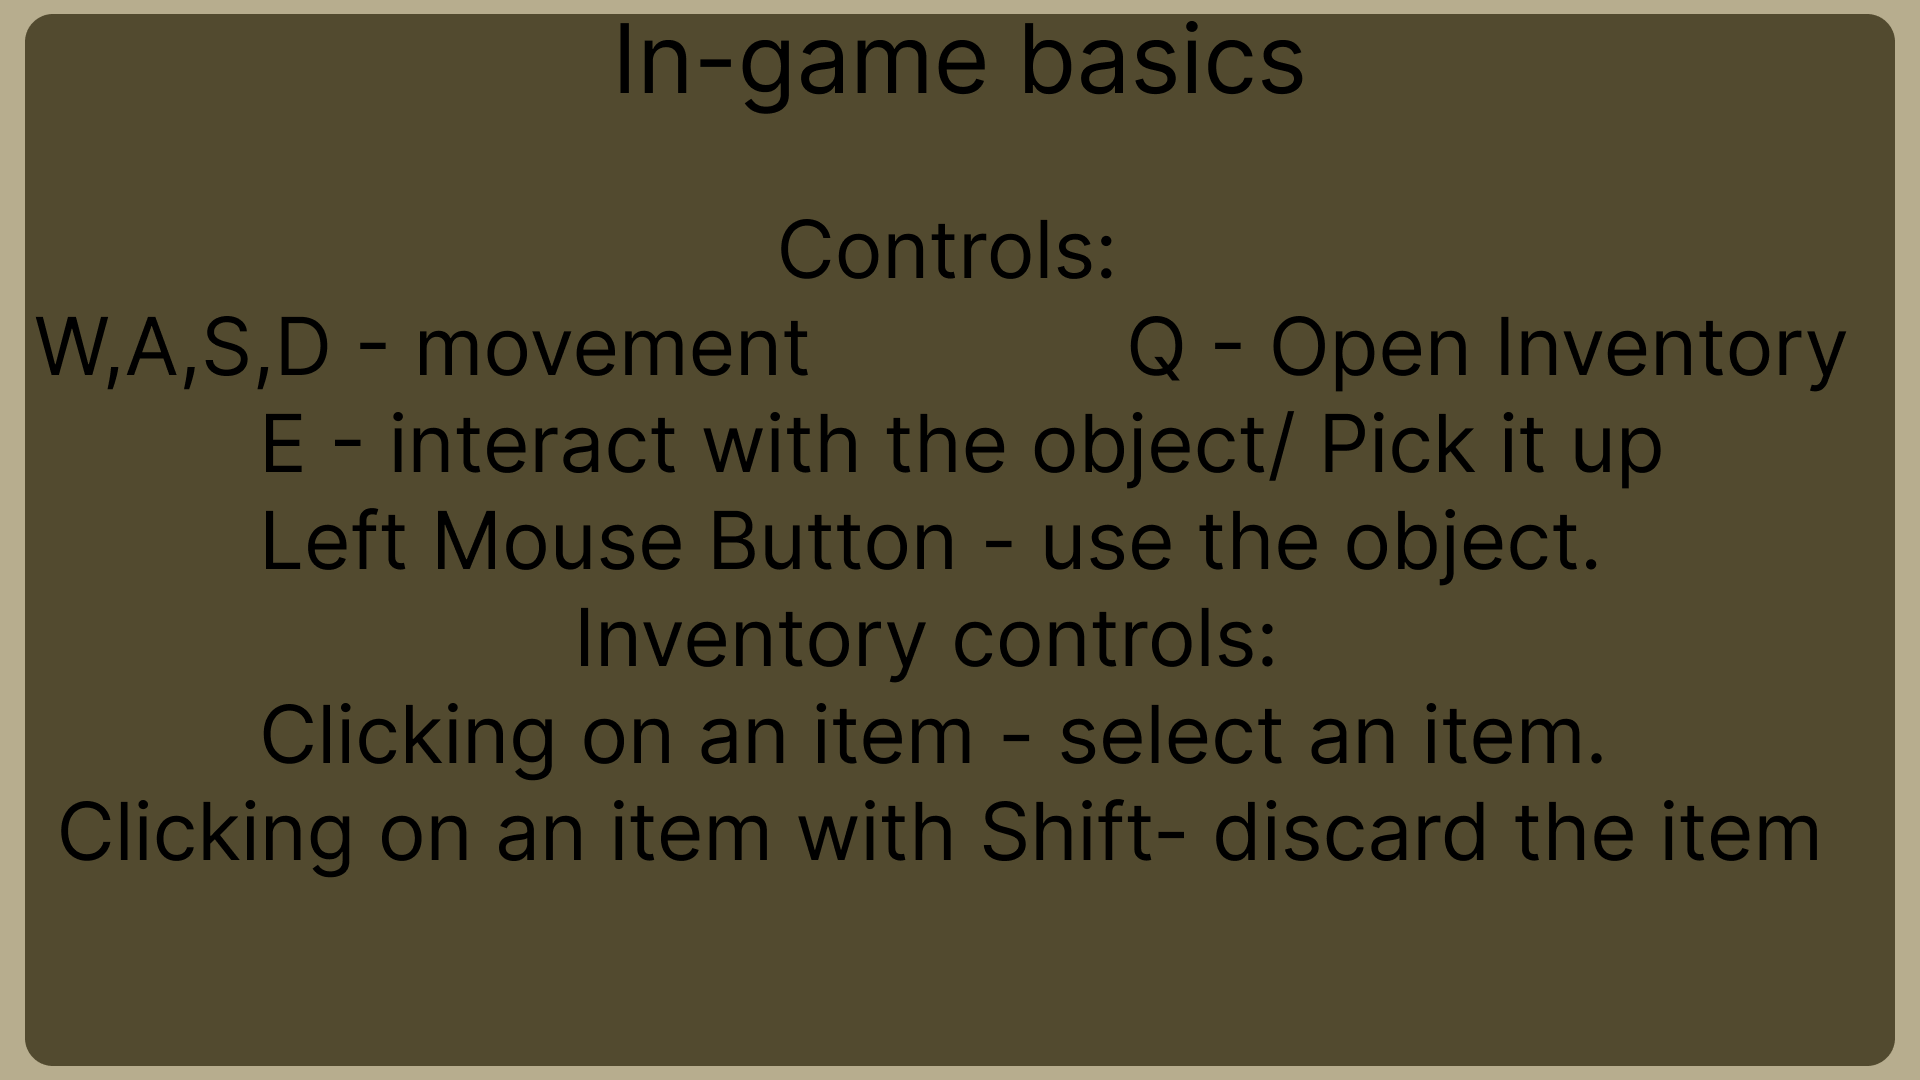 In-game basics
Controls:
W,A,S,D - movement Q - Open Inventory
E - interact with the object/ Pick it up
Left Mouse Button - use the object.
Inventory controls:
Clicking on an item - select an item.
Clicking on an item with Shift- discard the item